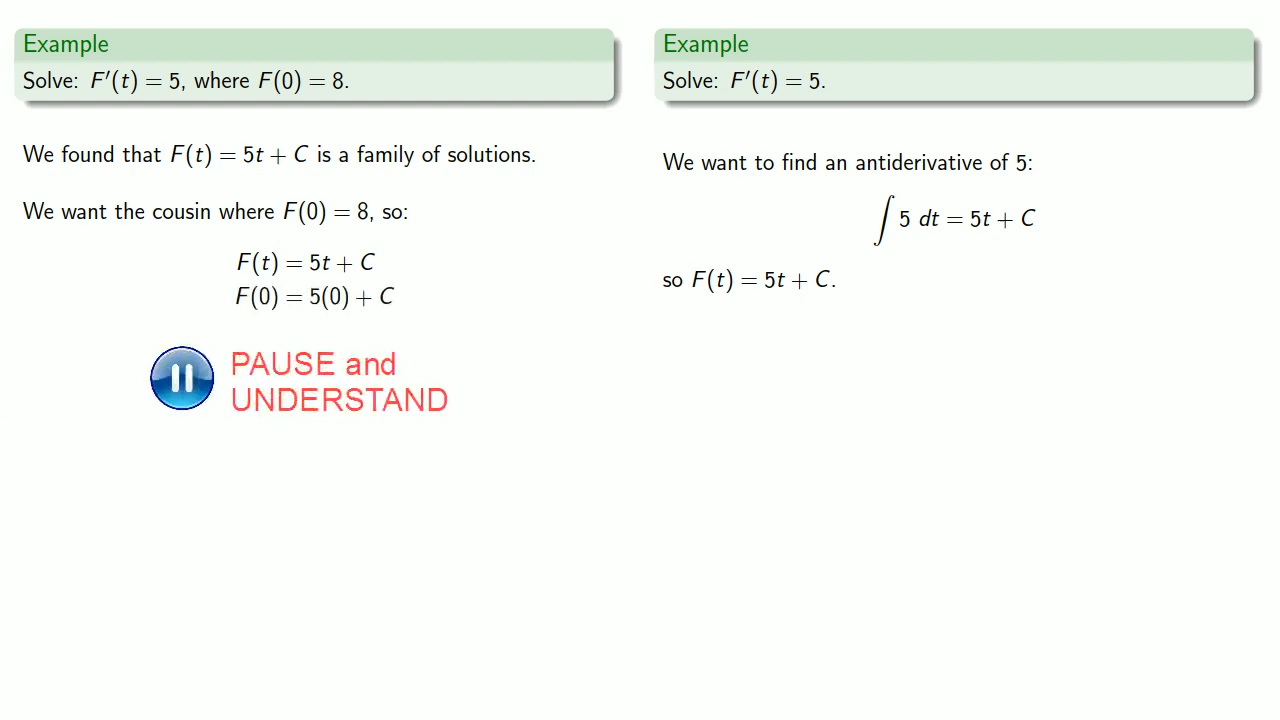 Example
Solve: F′(t) = 5, where F(0) = 8.
We found that F(t) = 5t + C is a family of solutions.
We want the cousin where F(0) = 8, so:
F(t) = 5t + C
F(0) = 5(0) + C
PAUSE and
UNDERSTAND
Example
Solve: F′(t) = 5.
We want to find an antiderivative of 5:
∫ 5 dt = 5t + C
so F(t) = 5t + C.